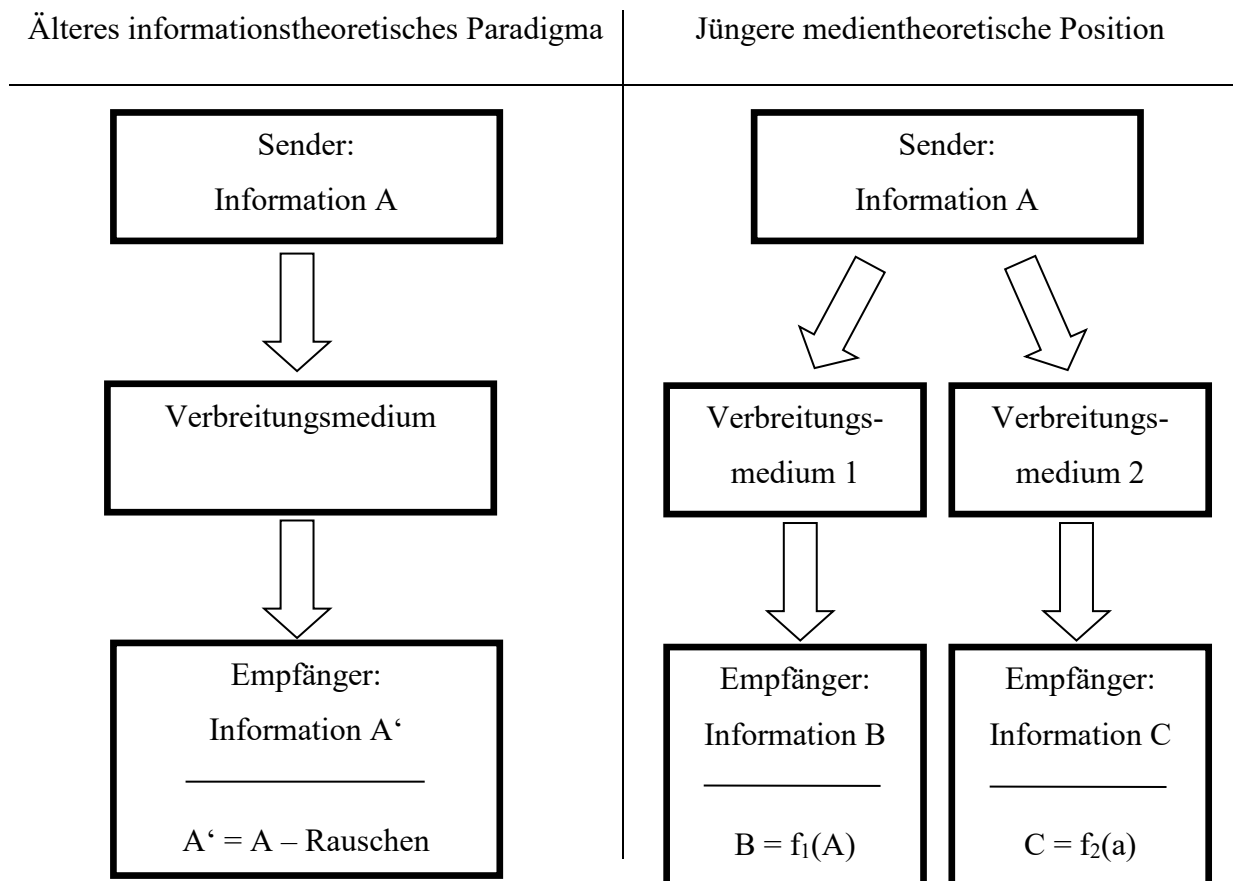 Älteres informationstheoretisches Paradigma
Jüngere medientheoretische Position
Sender:
Information A
Verbreitungsmedium
Empfänger:
Information A‘
A‘ = A – Rauschen
Sender:
Information A
Verbreitungs-
medium 1
Verbreitungs-
medium 2
Empfänger:
Information B
B = f₁(A)
Empfänger:
Information C
C = f₂(a)